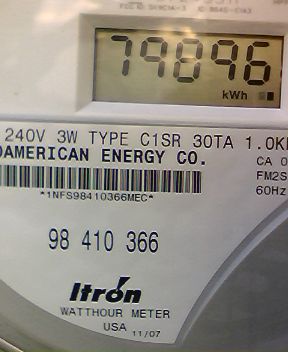 79896
kWh
240V 3W TYPE C1SR 30TA 1.0K
AMERICAN ENERGY CO.
CA 0
FM2S
60Hz
*1NFS98410366MEC*
98 410 366
Itron
WATTHOUR METER
USA 11/07